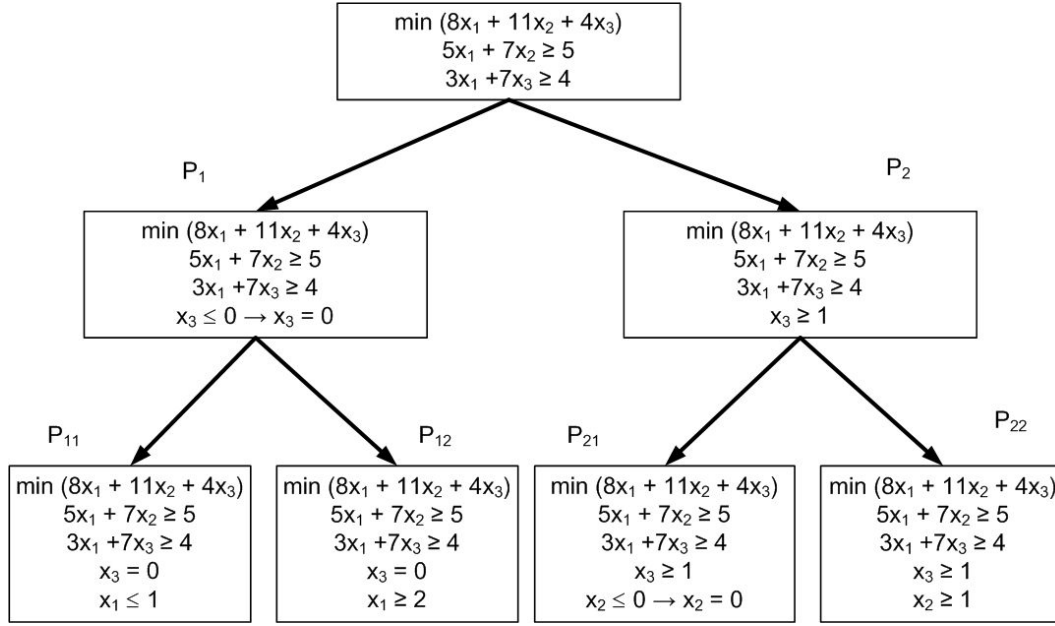 min (8x₁ + 11x₂ + 4x₃)
5x₁ + 7x₂ ≥ 5
3x₁ +7x₃ ≥ 4
P₁
P₂
min (8x₁ + 11x₂ + 4x₃)
5x₁ + 7x₂ ≥ 5
3x₁ +7x₃ ≥ 4
x₃ ≤ 0 → x₃ = 0
min (8x₁ + 11x₂ + 4x₃)
5x₁ + 7x₂ ≥ 5
3x₁ +7x₃ ≥ 4
x₃ ≥ 1
P₁₁
P₁₂
P₂₁
P₂₂
min (8x₁ + 11x₂ + 4x₃)
5x₁ + 7x₂ ≥ 5
3x₁ +7x₃ ≥ 4
x₃ = 0
x₁ ≤ 1
min (8x₁ + 11x₂ + 4x₃)
5x₁ + 7x₂ ≥ 5
3x₁ +7x₃ ≥ 4
x₃ = 0
x₁ ≥ 2
min (8x₁ + 11x₂ + 4x₃)
5x₁ + 7x₂ ≥ 5
3x₁ +7x₃ ≥ 4
x₃ ≥ 1
x₂ ≤ 0 → x₂ = 0
min (8x₁ + 11x₂ + 4x₃)
5x₁ + 7x₂ ≥ 5
3x₁ +7x₃ ≥ 4
x₃ ≥ 1
x₂ ≥ 1